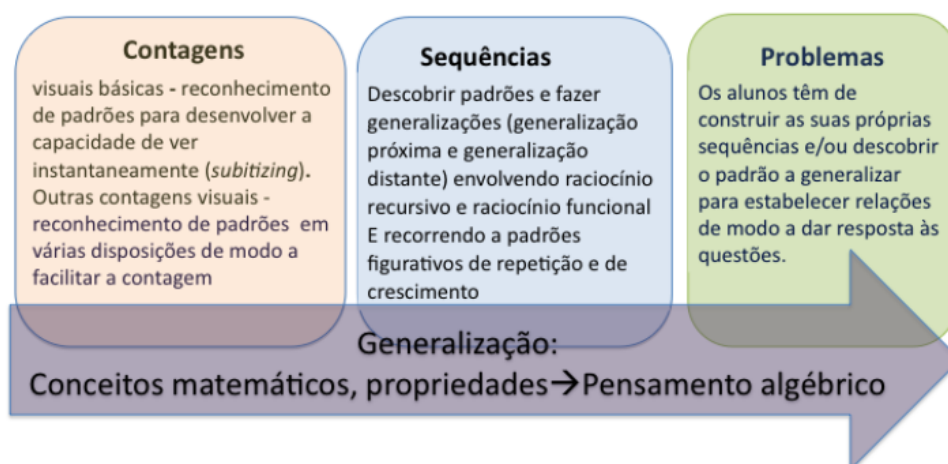 Contagens
visuais básicas - reconhecimento
de padrões para desenvolver a
capacidade de ver
instantaneamente (subitizing).
Outras contagens visuais -
reconhecimento de padrões em
várias disposições de modo a
facilitar a contagem
Sequências
Descobrir padrões e fazer
generalizações (generalização
próxima e generalização
distante) envolvendo raciocínio
recursivo e raciocínio funcional
E recorrendo a padrões
figurativos de repetição e de
crescimento
Problemas
Os alunos têm de
construir as suas próprias
sequências e/ou descobrir
o padrão a generalizar
para estabelecer relações
de modo a dar resposta às
questões.
Generalização:
Conceitos matemáticos, propriedades→Pensamento algébrico